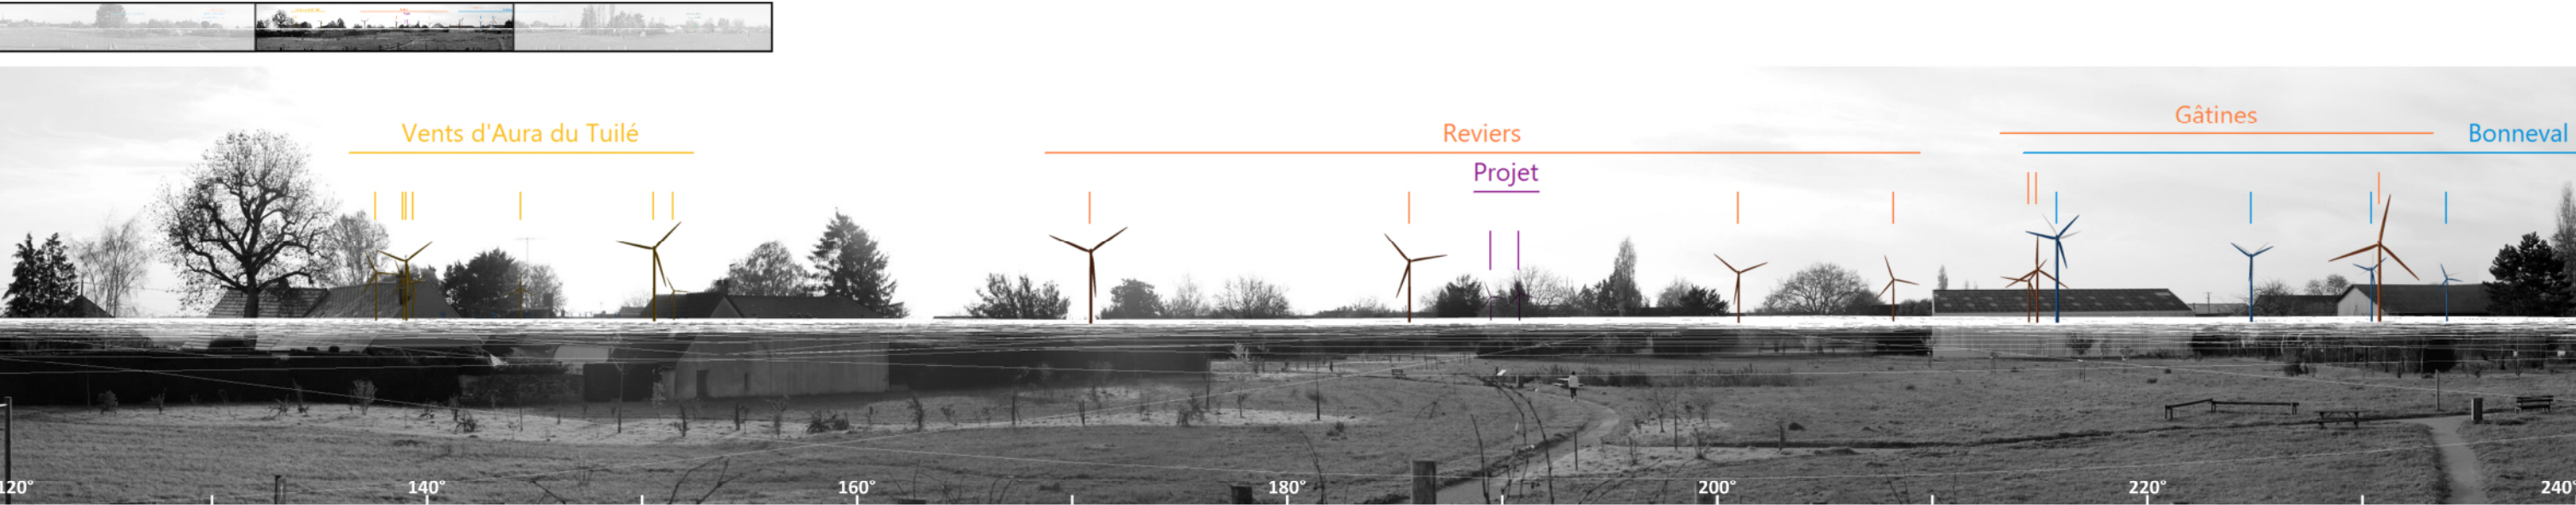 Gâtines
Vents d'Aura du Tuilé
Reviers
Bonneval
Projet
120°
140°
160°
180°
200°
220°
240°